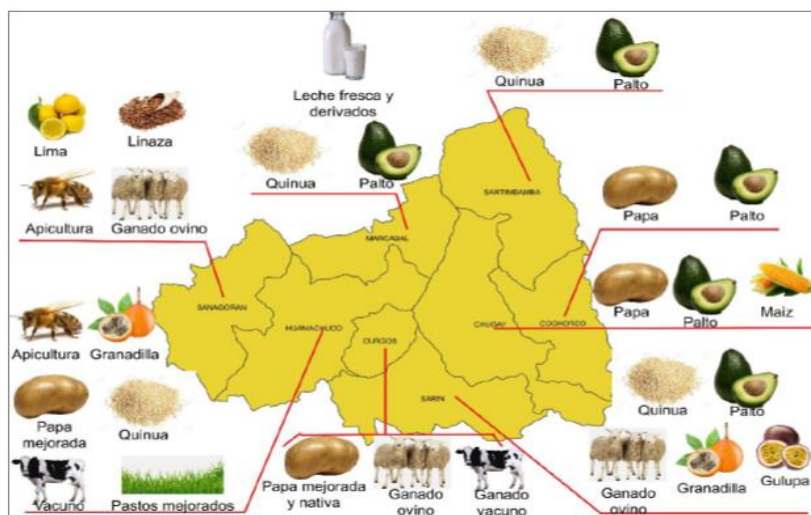 Leche fresca y
derivados
Quinua
Palto
Lima
Linaza
Quinua
Palto
Apicultura
Ganado ovino
Papa
Palto
SARTIMBAMBA
MARCABAL
SANAGORAN
HUAMACHUCO
CURGOS
CHUGAY
COCHORCO
SARIN
Papa
Palto
Maiz
Apicultura
Granadilla
Papa
mejorada
Quinua
Quinua
Palto
Vacuno
Pastos mejorados
Papa mejorada
y nativa
Ganado
ovino
Ganado
vacuno
Ganado
ovino
Granadilla
Gulupa